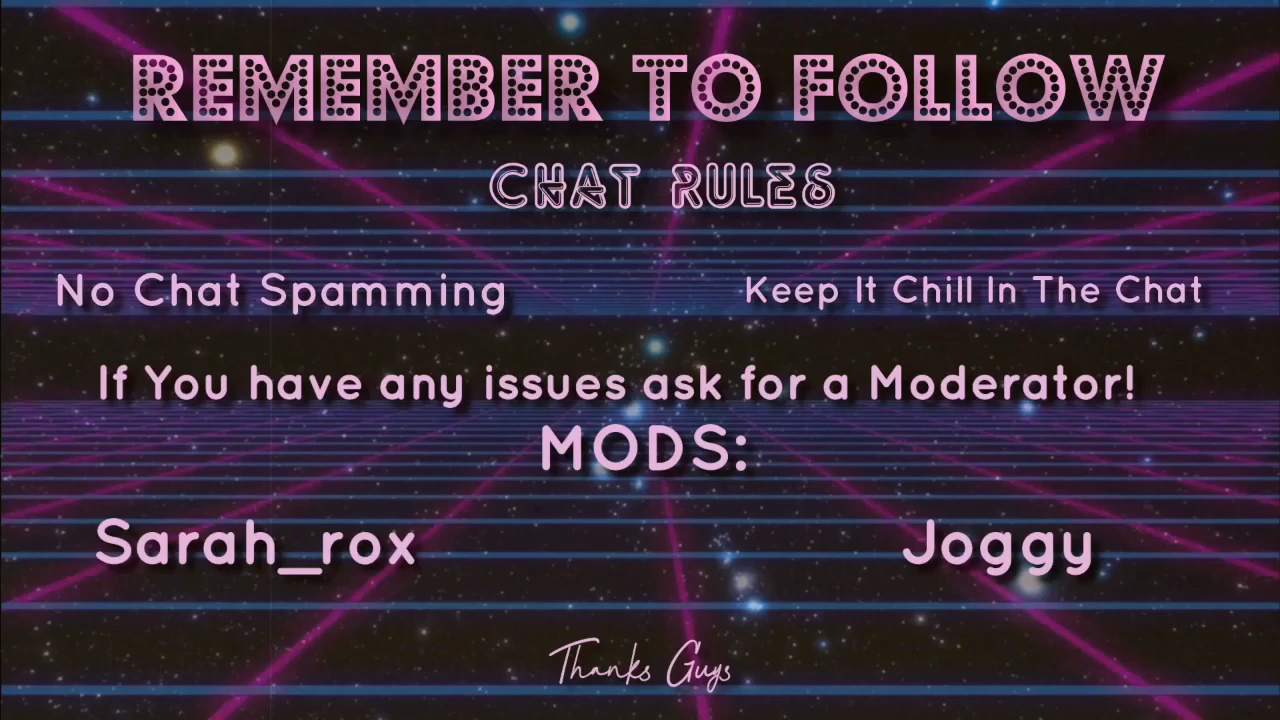 REMEMBER TO FOLLOW
CHAT RULES
No Chat Spamming
Keep It Chill In The Chat
If You have any issues ask for a Moderator!
MODS:
Sarah_rox
Joggy
Thanks Guys